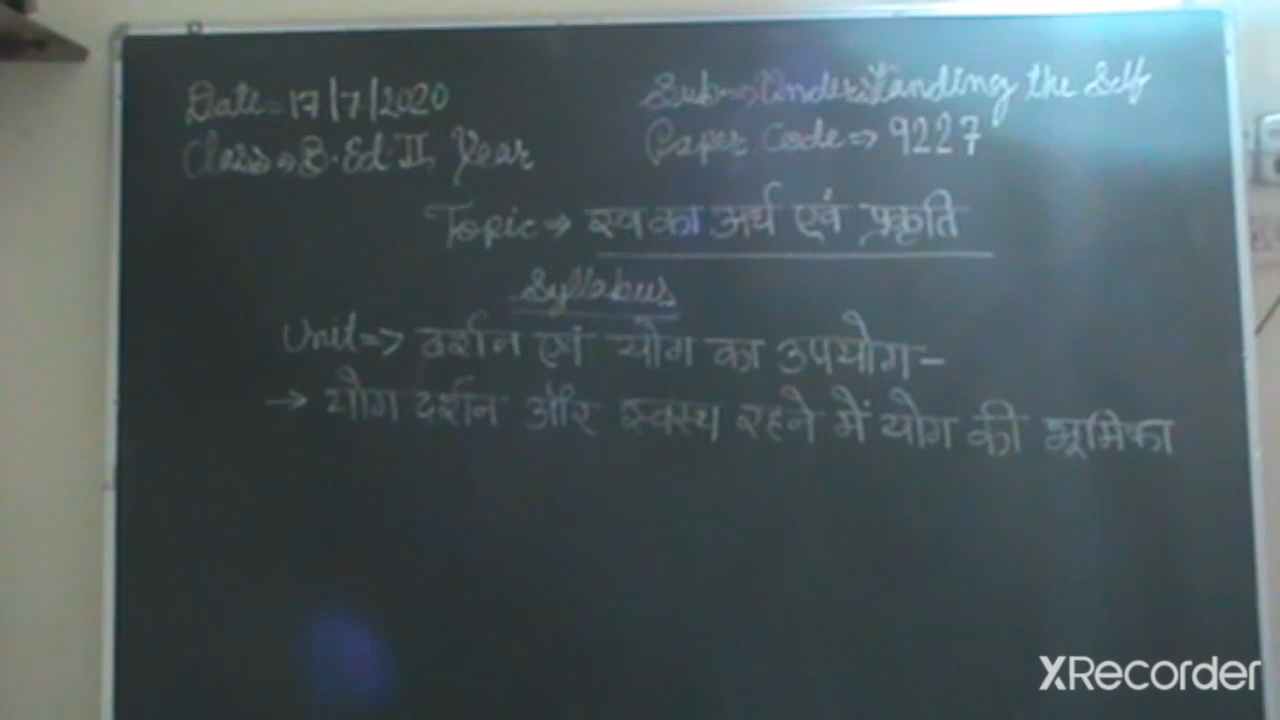 Date = 17/7/2020
Sub => Understanding the Self
Class => B.Ed. II, Year
Paper Code => 9227
Topic => स्व का अर्थ एवं प्रकृति
Syllabus
Unit => दर्शन एवं योग का उपयोग -
→ योग दर्शन और स्वस्थ रहने में योग की भूमिका
XRecorder